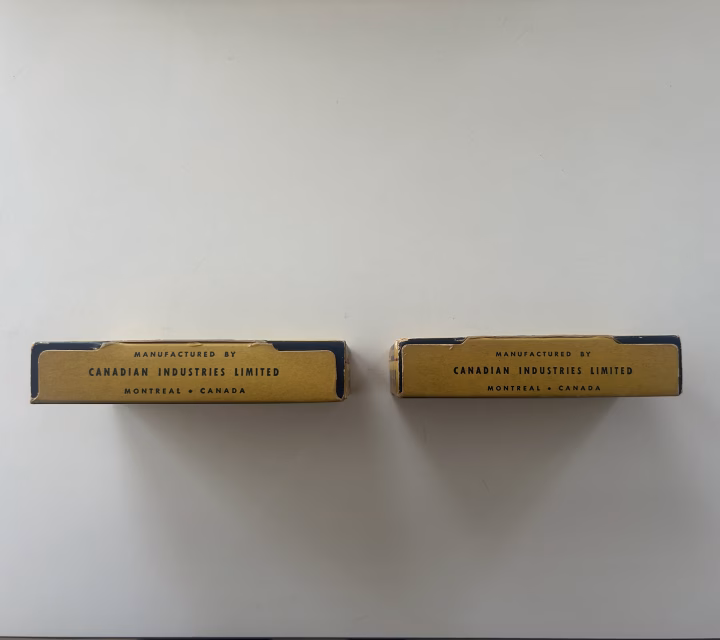 MANUFACTURED BY
CANADIAN INDUSTRIES LIMITED
MONTREAL • CANADA
MANUFACTURED BY
CANADIAN INDUSTRIES LIMITED
MONTREAL • CANADA